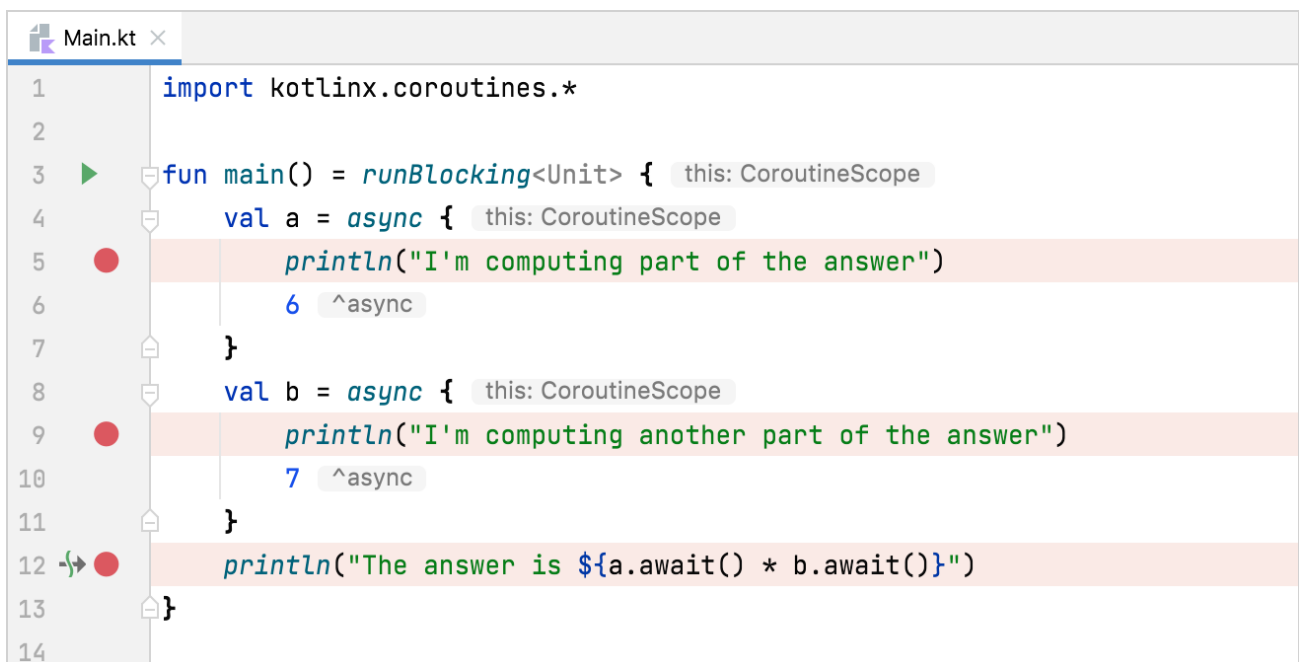 Main.kt
1 import kotlinx.coroutines.*
2
3 fun main() = runBlocking<Unit> { this: CoroutineScope
4     val a = async { this: CoroutineScope
5         println("I'm computing part of the answer")
6         6 ^async
7     }
8     val b = async { this: CoroutineScope
9         println("I'm computing another part of the answer")
10         7 ^async
11     }
12     println("The answer is ${a.await() * b.await()}")
13 }
14